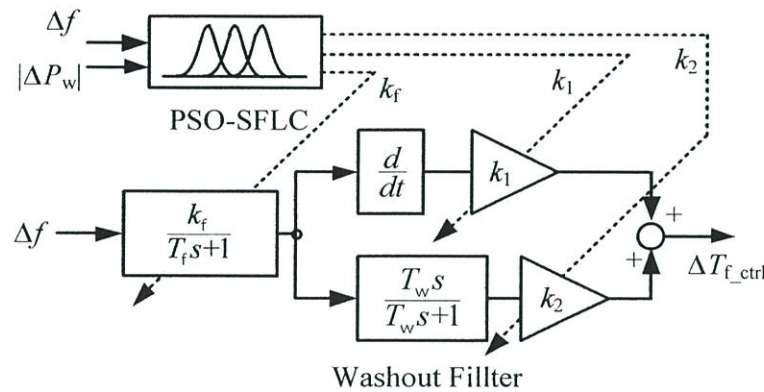 Δf
|ΔP_w|
PSO-SFLC
k_f
k_1
k_2
Δf
k_f
T_f s+1
d
dt
k_1
+
+
ΔT_f_ctrl
T_w s
T_w s+1
k_2
Washout Fillter